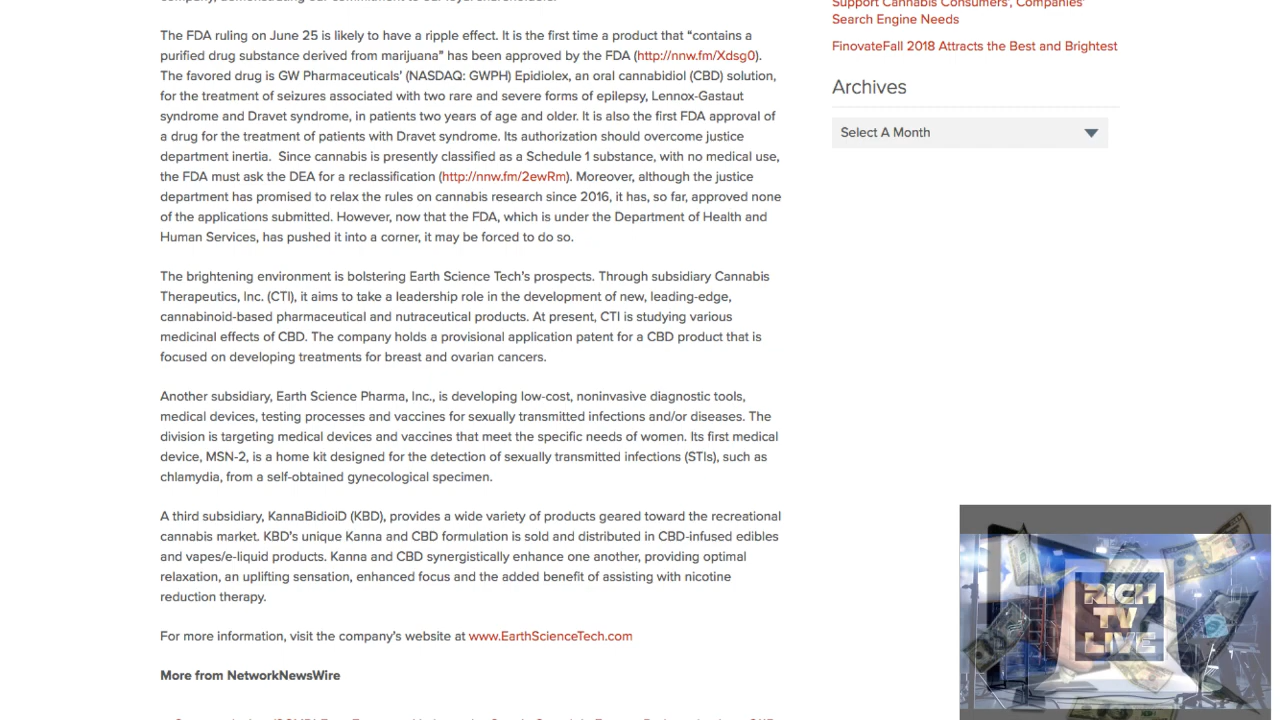 The FDA ruling on June 25 is likely to have a ripple effect. It is the first time a product that “contains a
purified drug substance derived from marijuana” has been approved by the FDA (http://nnw.fm/Xdsg0).
The favored drug is GW Pharmaceuticals’ (NASDAQ: GWPH) Epidiolex, an oral cannabidiol (CBD) solution,
for the treatment of seizures associated with two rare and severe forms of epilepsy, Lennox-Gastaut
syndrome and Dravet syndrome, in patients two years of age and older. It is also the first FDA approval of
a drug for the treatment of patients with Dravet syndrome. Its authorization should overcome justice
department inertia.  Since cannabis is presently classified as a Schedule 1 substance, with no medical use,
the FDA must ask the DEA for a reclassification (http://nnw.fm/2ewRm). Moreover, although the justice
department has promised to relax the rules on cannabis research since 2016, it has, so far, approved none
of the applications submitted. However, now that the FDA, which is under the Department of Health and
Human Services, has pushed it into a corner, it may be forced to do so.
The brightening environment is bolstering Earth Science Tech’s prospects. Through subsidiary Cannabis
Therapeutics, Inc. (CTI), it aims to take a leadership role in the development of new, leading-edge,
cannabinoid-based pharmaceutical and nutraceutical products. At present, CTI is studying various
medicinal effects of CBD. The company holds a provisional application patent for a CBD product that is
focused on developing treatments for breast and ovarian cancers.
Another subsidiary, Earth Science Pharma, Inc., is developing low-cost, noninvasive diagnostic tools,
medical devices, testing processes and vaccines for sexually transmitted infections and/or diseases. The
division is targeting medical devices and vaccines that meet the specific needs of women. Its first medical
device, MSN-2, is a home kit designed for the detection of sexually transmitted infections (STIs), such as
chlamydia, from a self-obtained gynecological specimen.
A third subsidiary, KannaBidioiD (KBD), provides a wide variety of products geared toward the recreational
cannabis market. KBD’s unique Kanna and CBD formulation is sold and distributed in CBD-infused edibles
and vapes/e-liquid products. Kanna and CBD synergistically enhance one another, providing optimal
relaxation, an uplifting sensation, enhanced focus and the added benefit of assisting with nicotine
reduction therapy.
For more information, visit the company’s website at www.EarthScienceTech.com
More from NetworkNewsWire
Support Cannabis Consumers’, Companies’
Search Engine Needs
FinovateFall 2018 Attracts the Best and Brightest
Archives
Select A Month
RICH
TV
LIVE